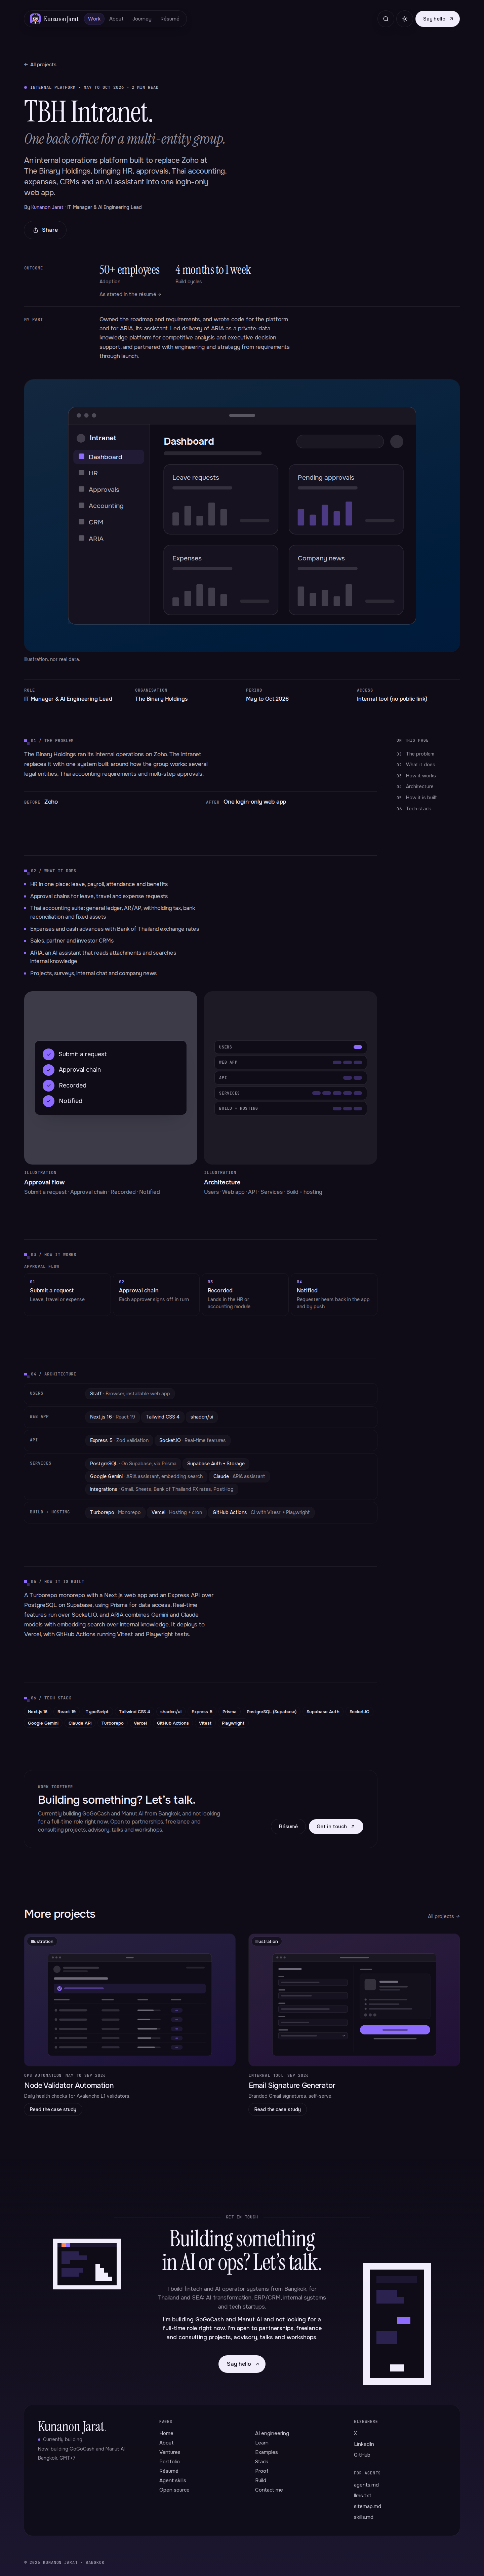 Kunanon Jarat
Work
About
Journey
Résumé
Say hello ↗
← All projects
INTERNAL PLATFORM · MAY TO OCT 2026 · 2 MIN READ
TBH Intranet.
One back office for a multi-entity group.
An internal operations platform built to replace Zoho at
The Binary Holdings, bringing HR, approvals, Thai accounting,
expenses, CRMs and an AI assistant into one login-only
web app.
By Kunanon Jarat · IT Manager & AI Engineering Lead
Share
OUTCOME
50+ employees
Adoption
4 months to 1 week
Build cycles
As stated in the résumé →
MY PART
Owned the roadmap and requirements, and wrote code for the platform
and for ARIA, its assistant. Led delivery of ARIA as a private-data
knowledge platform for competitive analysis and executive decision
support, and partnered with engineering and strategy from requirements
through launch.
Intranet
Dashboard
HR
Approvals
Accounting
CRM
ARIA
Dashboard
Leave requests
Pending approvals
Expenses
Company news
Illustration, not real data.
ROLE
IT Manager & AI Engineering Lead
ORGANISATION
The Binary Holdings
PERIOD
May to Oct 2026
ACCESS
Internal tool (no public link)
01 / THE PROBLEM
The Binary Holdings ran its internal operations on Zoho. The intranet
replaces it with one system built around how the group works: several
legal entities, Thai accounting requirements and multi-step approvals.
BEFORE Zoho
AFTER One login-only web app
ON THIS PAGE
01 The problem
02 What it does
03 How it works
04 Architecture
05 How it is built
06 Tech stack
02 / WHAT IT DOES
HR in one place: leave, payroll, attendance and benefits
Approval chains for leave, travel and expense requests
Thai accounting suite: general ledger, AR/AP, withholding tax, bank
reconciliation and fixed assets
Expenses and cash advances with Bank of Thailand exchange rates
Sales, partner and investor CRMs
ARIA, an AI assistant that reads attachments and searches
internal knowledge
Projects, surveys, internal chat and company news
Submit a request
Approval chain
Recorded
Notified
USERS
WEB APP
API
SERVICES
BUILD + HOSTING
ILLUSTRATION
Approval flow
Submit a request · Approval chain · Recorded · Notified
ILLUSTRATION
Architecture
Users · Web app · API · Services · Build + hosting
03 / HOW IT WORKS
APPROVAL FLOW
01
Submit a request
Leave, travel or expense
02
Approval chain
Each approver signs off in turn
03
Recorded
Lands in the HR or
accounting module
04
Notified
Requester hears back in the app
and by push
04 / ARCHITECTURE
USERS
Staff · Browser, installable web app
WEB APP
Next.js 16 · React 19
Tailwind CSS 4
shadcn/ui
API
Express 5 · Zod validation
Socket.IO · Real-time features
SERVICES
PostgreSQL · On Supabase, via Prisma
Supabase Auth + Storage
Google Gemini · ARIA assistant, embedding search
Claude · ARIA assistant
Integrations · Gmail, Sheets, Bank of Thailand FX rates, PostHog
BUILD + HOSTING
Turborepo · Monorepo
Vercel · Hosting + cron
GitHub Actions · CI with Vitest + Playwright
05 / HOW IT IS BUILT
A Turborepo monorepo with a Next.js web app and an Express API over
PostgreSQL on Supabase, using Prisma for data access. Real-time
features run over Socket.IO, and ARIA combines Gemini and Claude
models with embedding search over internal knowledge. It deploys to
Vercel, with GitHub Actions running Vitest and Playwright tests.
06 / TECH STACK
Next.js 16 React 19 TypeScript Tailwind CSS 4 shadcn/ui Express 5 Prisma PostgreSQL (Supabase) Supabase Auth Socket.IO
Google Gemini Claude API Turborepo Vercel GitHub Actions Vitest Playwright
WORK TOGETHER
Building something? Let's talk.
Currently building GoGoCash and Manut AI from Bangkok, and not looking
for a full-time role right now. Open to partnerships, freelance and
consulting projects, advisory, talks and workshops.
Résumé
Get in touch ↗
More projects
All projects →
Illustration
OPS AUTOMATION MAY TO SEP 2026
Node Validator Automation
Daily health checks for Avalanche L1 validators.
Read the case study
Illustration
INTERNAL TOOL SEP 2026
Email Signature Generator
Branded Gmail signatures, self-serve.
Read the case study
GET IN TOUCH
Building something
in AI or ops? Let's talk.
I build fintech and AI operator systems from Bangkok, for
Thailand and SEA: AI transformation, ERP/CRM, internal systems
and tech startups.
I'm building GoGoCash and Manut AI and not looking for a
full-time role right now. I'm open to partnerships, freelance
and consulting projects, advisory, talks and workshops.
Say hello ↗
Kunanon Jarat.
Currently building
Now: building GoGoCash and Manut AI
Bangkok, GMT+7
PAGES
Home
About
Ventures
Portfolio
Résumé
Agent skills
Open source
AI engineering
Learn
Examples
Stack
Proof
Build
Contact me
ELSEWHERE
X
LinkedIn
GitHub
FOR AGENTS
agents.md
llms.txt
sitemap.md
skills.md
© 2026 KUNANON JARAT · BANGKOK